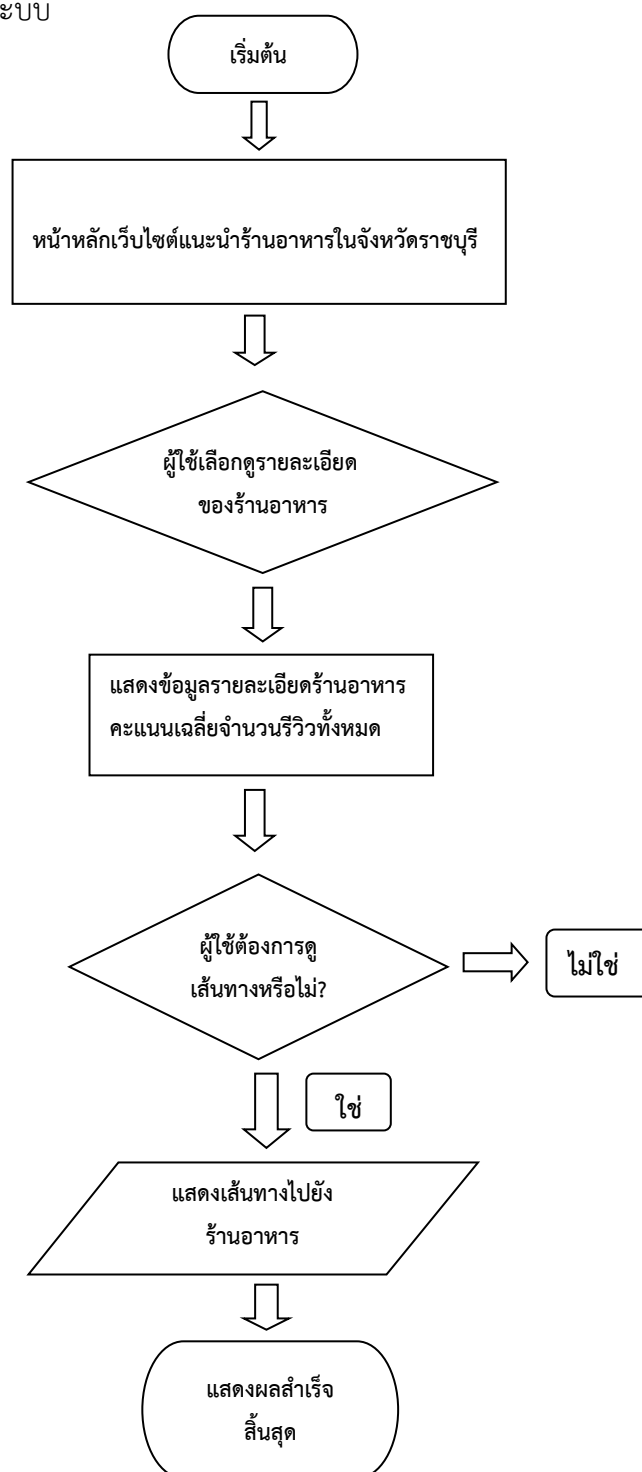 ะบบ
เริ่มต้น
หน้าหลักเว็บไซต์แนะนำร้านอาหารในจังหวัดราชบุรี
ผู้ใช้เลือกดูรายละเอียด
ของร้านอาหาร
แสดงข้อมูลรายละเอียดร้านอาหาร
คะแนนเฉลี่ยจำนวนรีวิวทั้งหมด
ผู้ใช้ต้องการดู
เส้นทางหรือไม่?
ไม่ใช่
ใช่
แสดงเส้นทางไปยัง
ร้านอาหาร
แสดงผลสำเร็จ
สิ้นสุด